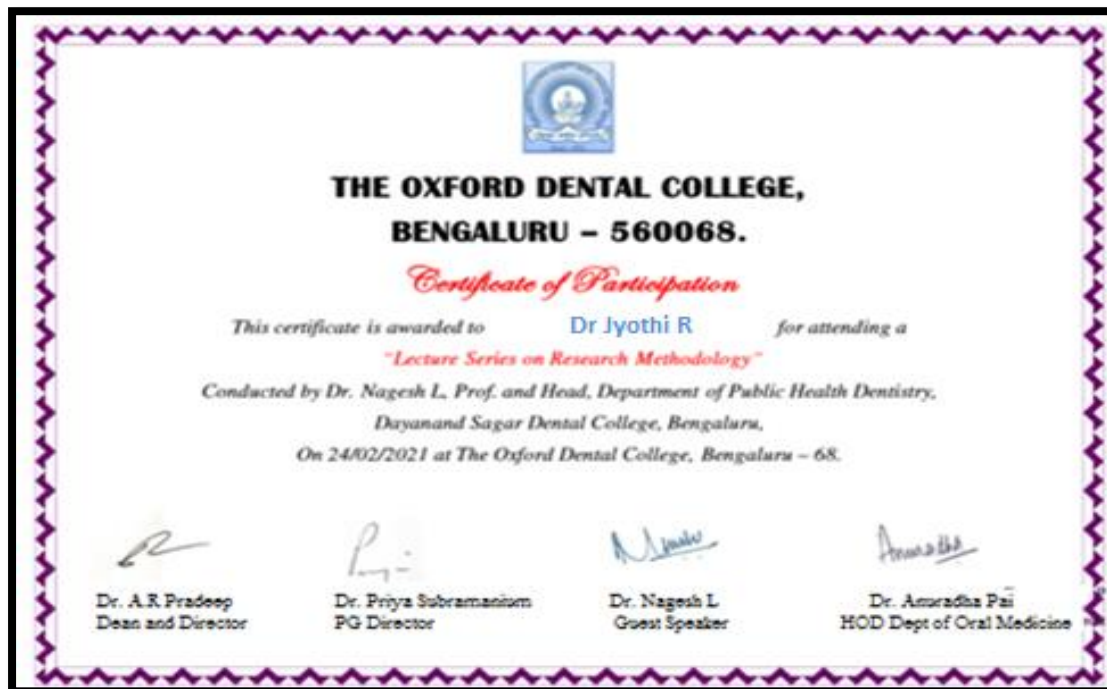 THE OXFORD DENTAL COLLEGE,
BENGALURU – 560068.
Certificate of Participation
This certificate is awarded to Dr Jyothi R for attending a
"Lecture Series on Research Methodology"
Conducted by Dr. Nagesh L, Prof. and Head, Department of Public Health Dentistry,
Dayanand Sagar Dental College, Bengaluru,
On 24/02/2021 at The Oxford Dental College, Bengaluru – 68.
Anuradha
Dr. A R Pradeep Dr. Priya Subramanium Dr. Nagesh L Dr. Anuradha Pai
Dean and Director PG Director Guest Speaker HOD Dept of Oral Medicine